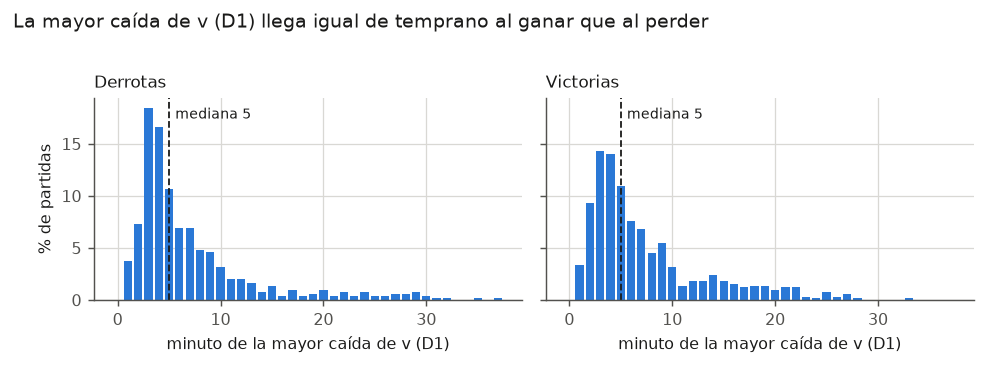 La mayor caída de v (D1) llega igual de temprano al ganar que al perder
Derrotas
Victorias
mediana 5
mediana 5
% de partidas
15
10
5
0
0
10
20
30
0
10
20
30
minuto de la mayor caída de v (D1)
minuto de la mayor caída de v (D1)